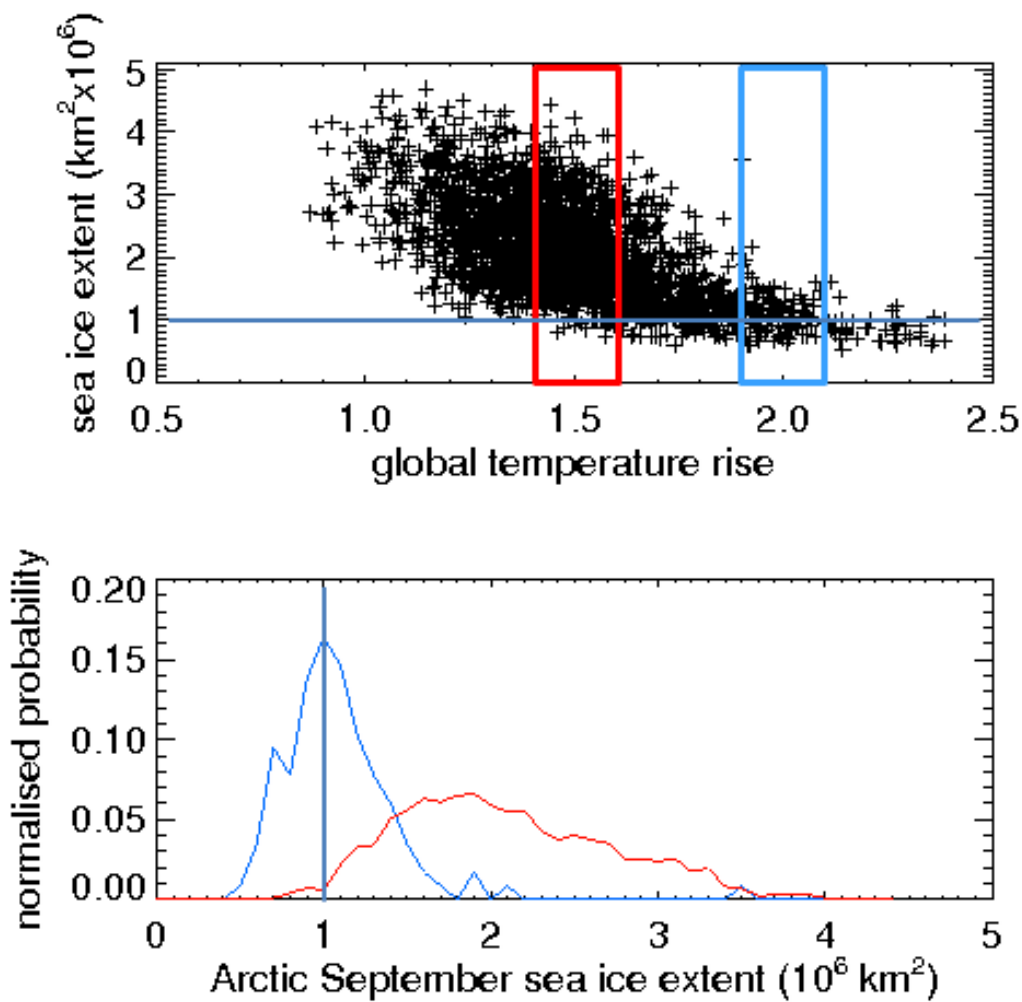 sea ice extent (km²x10⁶)
5
4
3
2
1
0
0.5 1.0 1.5 2.0 2.5
global temperature rise
normalised probability
0.20
0.15
0.10
0.05
0.00
0 1 2 3 4 5
Arctic September sea ice extent (10⁶ km²)